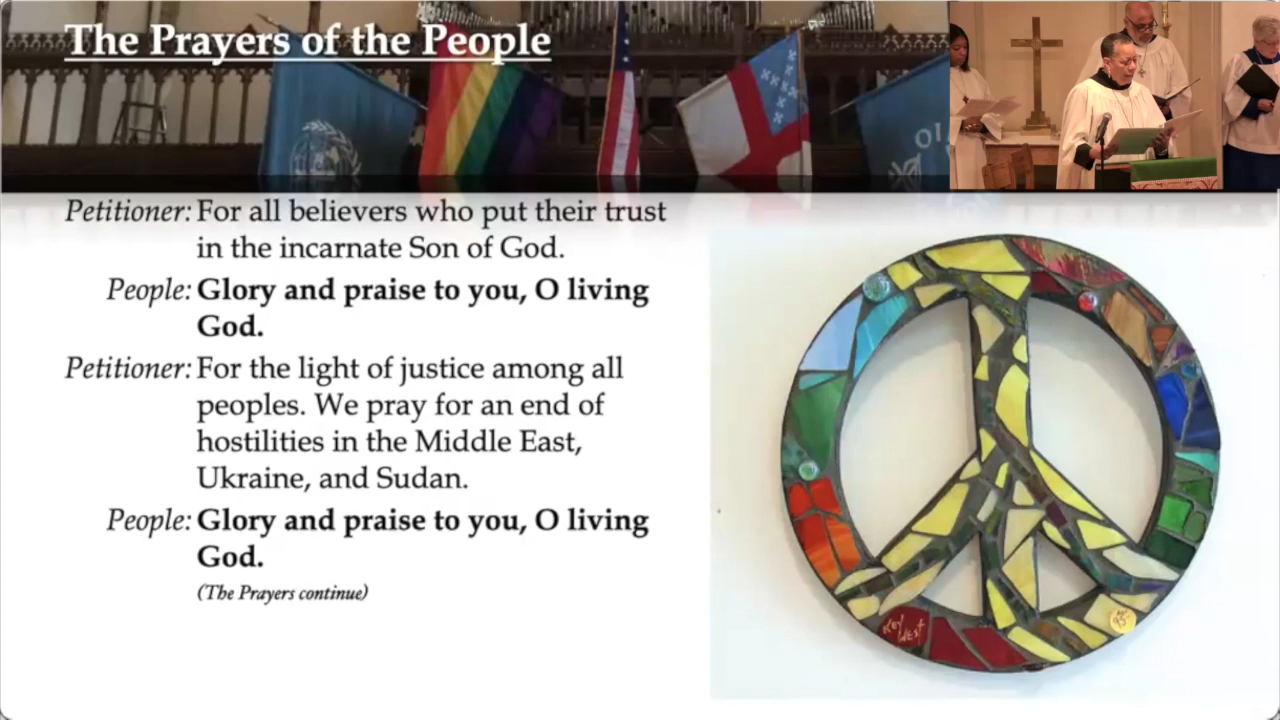 The Prayers of the People
Petitioner: For all believers who put their trust
in the incarnate Son of God.
People: Glory and praise to you, O living
God.
Petitioner: For the light of justice among all
peoples. We pray for an end of
hostilities in the Middle East,
Ukraine, and Sudan.
People: Glory and praise to you, O living
God.
(The Prayers continue)
KEY
WEST